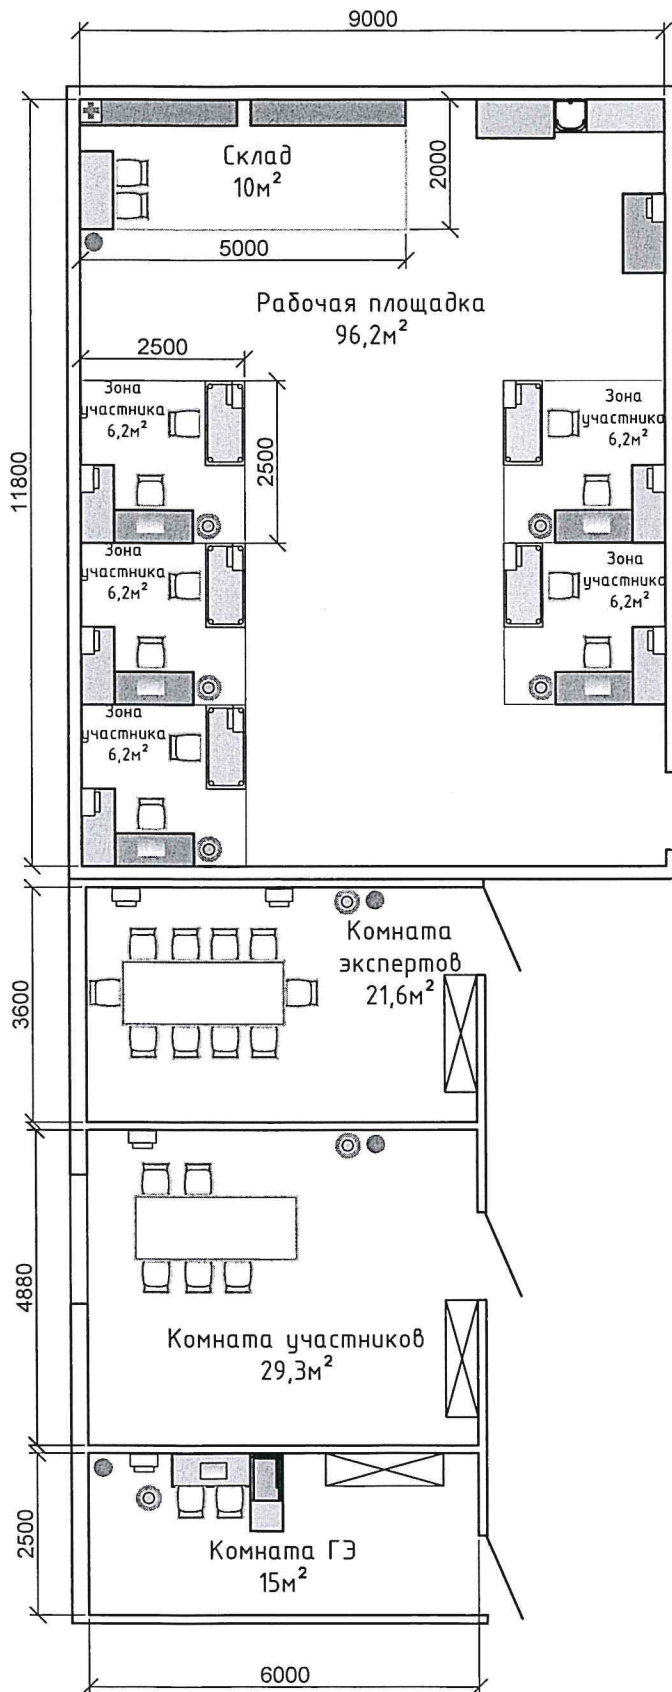 9000
Склад
10м²
2000
5000
Рабочая площадка
96,2м²
2500
Зона
участника
6,2м²
Зона
участника
6,2м²
2500
11800
Зона
участника
6,2м²
Зона
участника
6,2м²
Зона
участника
6,2м²
Комната
экспертов
21,6м²
3600
4880
Комната участников
29,3м²
2500
Комната ГЭ
15м²
6000